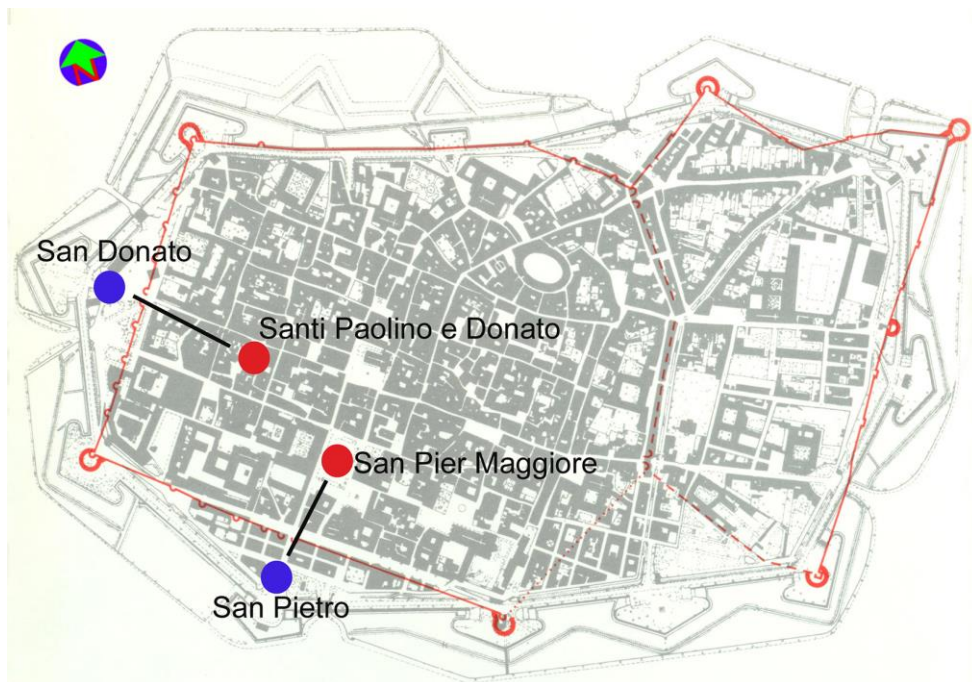 N
San Donato
Santi Paolino e Donato
San Pier Maggiore
San Pietro